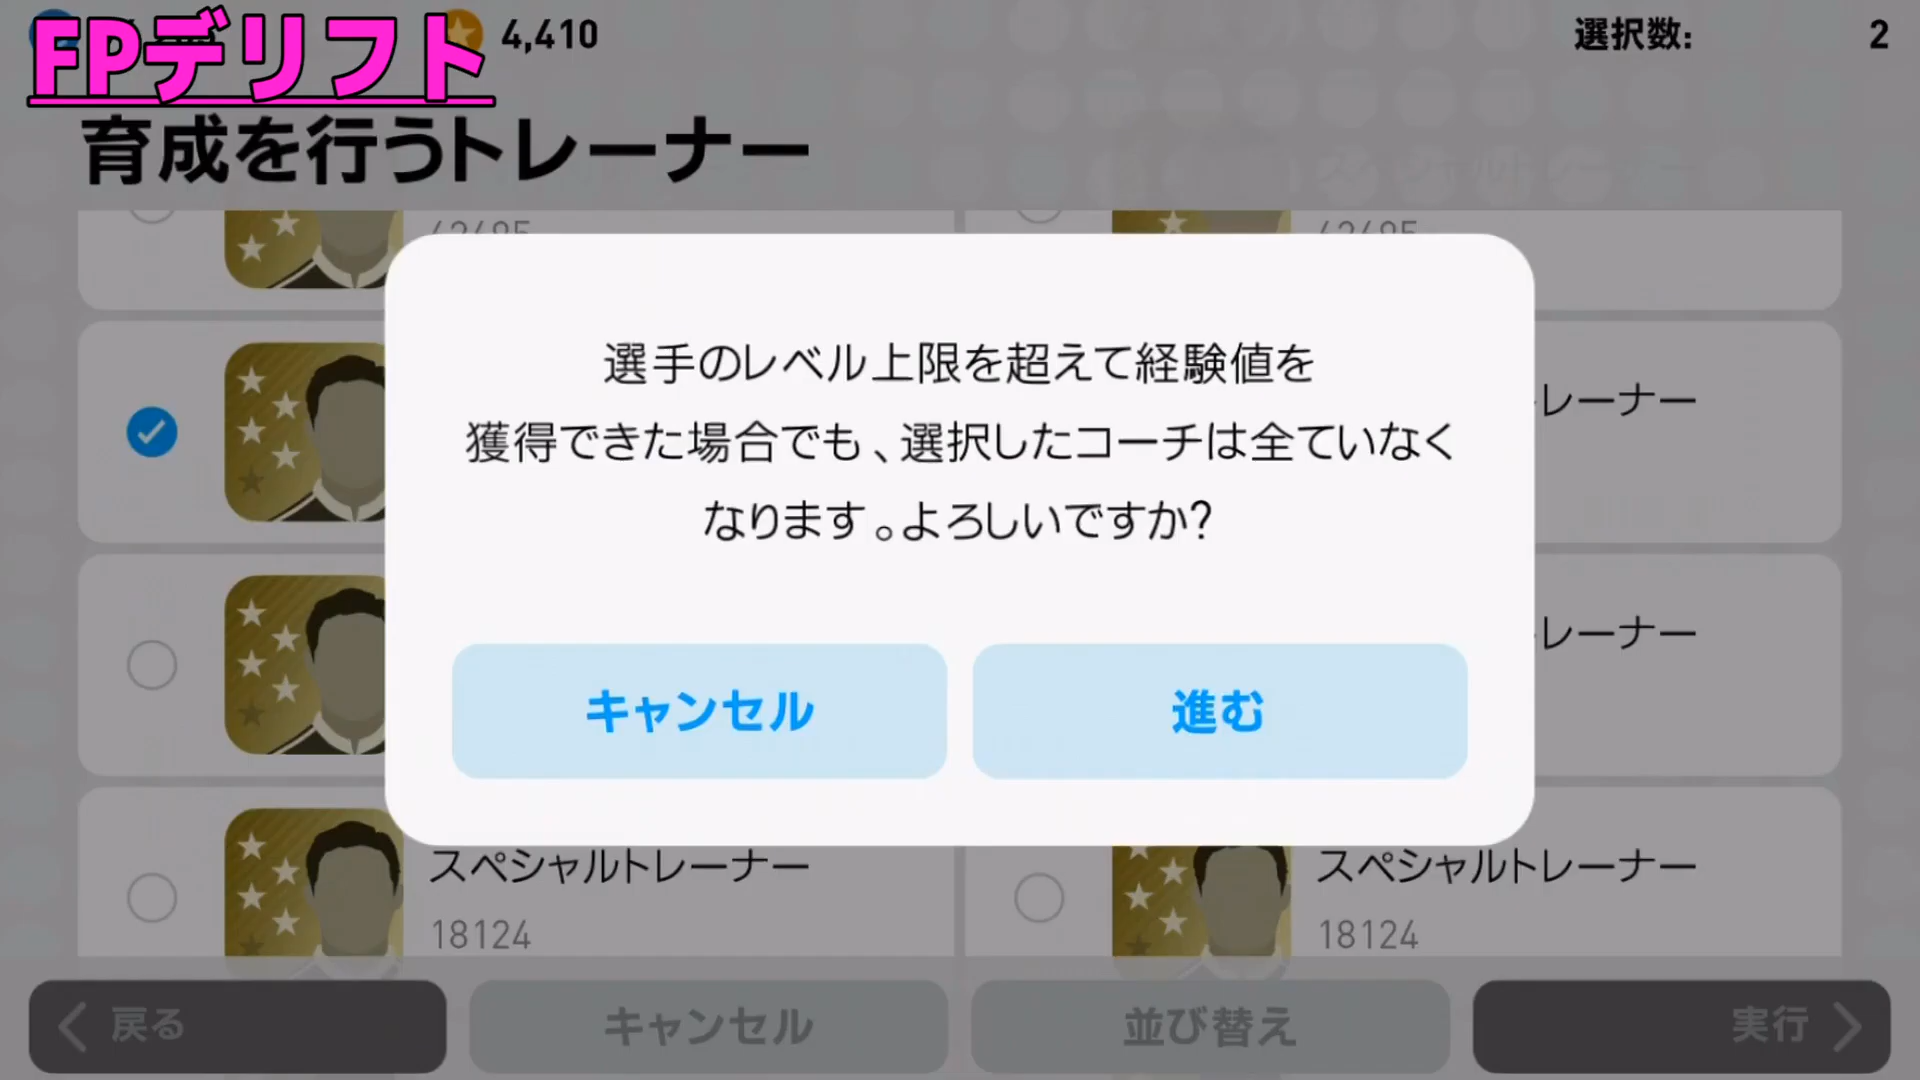 FPデリフト
4,410
選択数: 2
育成を行うトレーナー
選手のレベル上限を超えて経験値を
獲得できた場合でも、選択したコーチは全ていなく
なります。よろしいですか?
キャンセル
進む
レーナー
レーナー
スペシャルトレーナー
18124
スペシャルトレーナー
18124
戻る
キャンセル
並び替え
実行